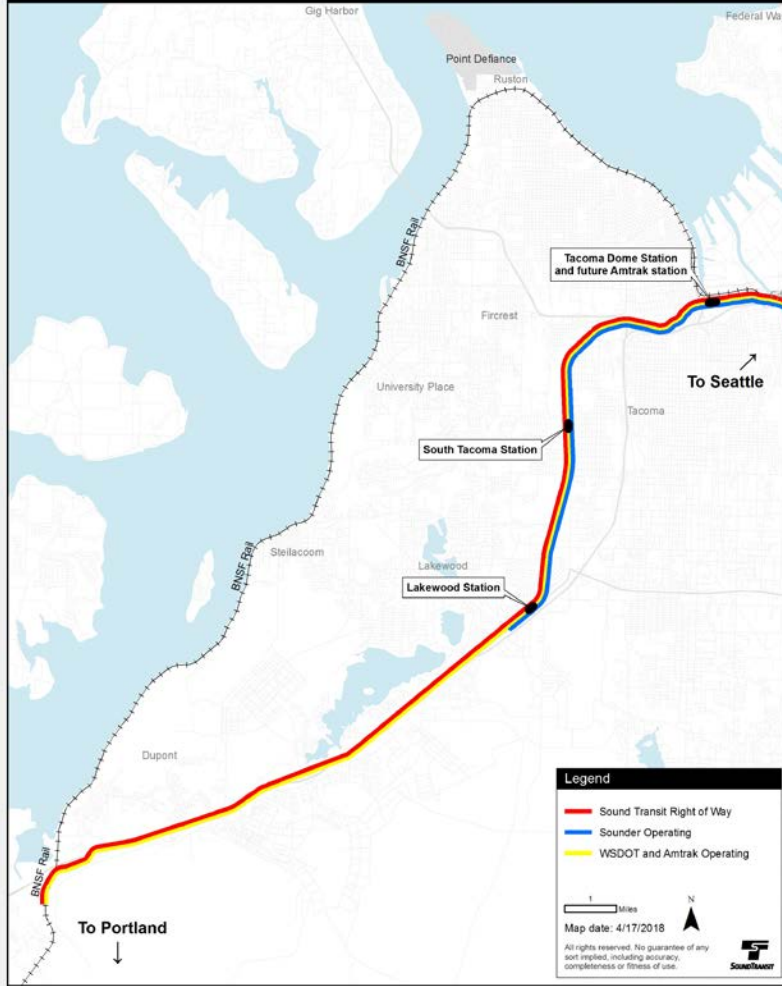 Gig Harbor
Federal Wa
Point Defiance
Ruston
BNSF Rail
Tacoma Dome Station
and future Amtrak station
Fircrest
To Seattle
University Place
Tacoma
South Tacoma Station
BNSF Rail
Steilacoom
Lakewood
Lakewood Station
Dupont
BNSF Rail
To Portland
Legend
Sound Transit Right of Way
Sounder Operating
WSDOT and Amtrak Operating
1
Miles
N
Map date: 4/17/2018
All rights reserved. No guarantee of any
sort implied, including accuracy,
completeness or fitness of use.
SOUNDTRANSIT